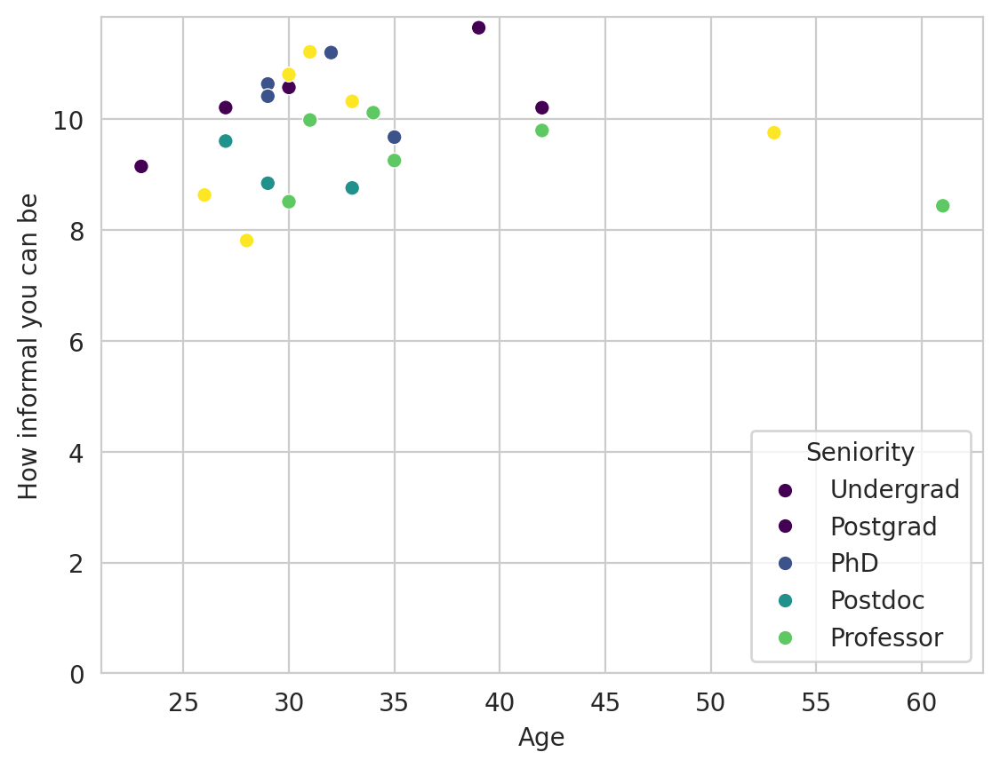 10
8
6
4
2
0
How informal you can be
25 30 35 40 45 50 55 60
Age
Seniority
Undergrad
Postgrad
PhD
Postdoc
Professor